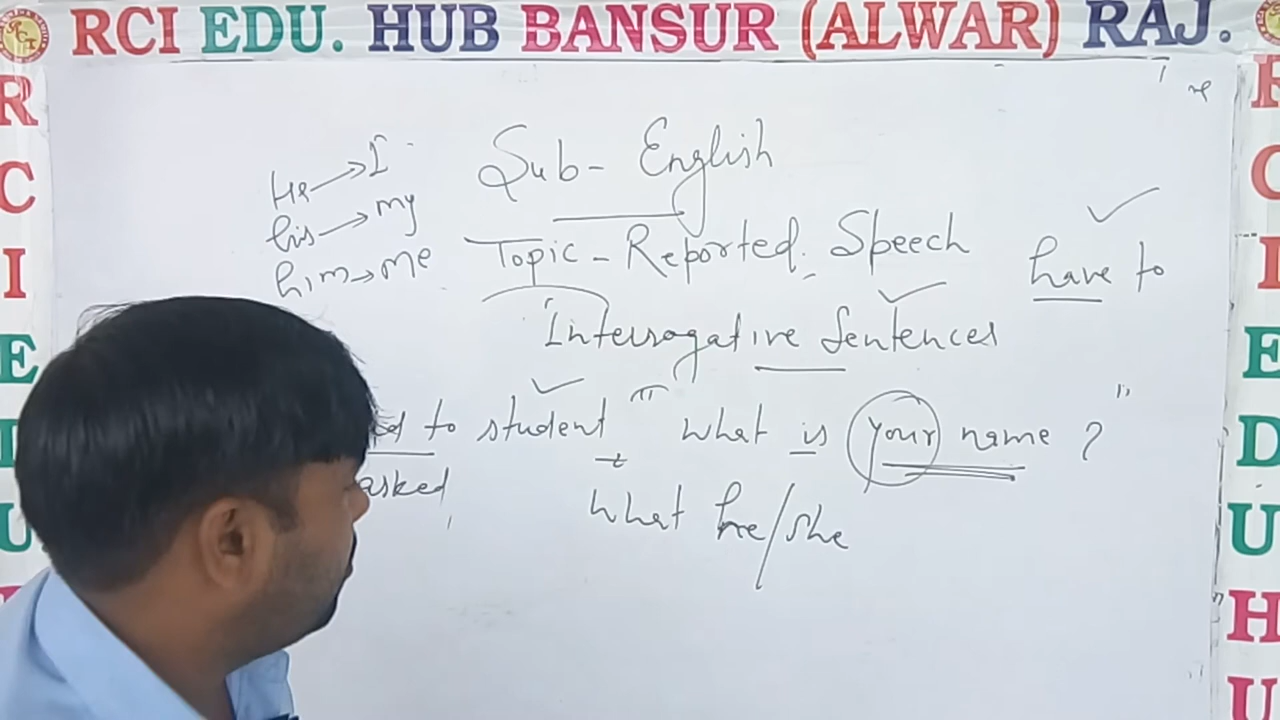 RCI EDU. HUB BANSUR (ALWAR) RAJ.
R
C
I
E
D
U
R
C
I
E
D
U
H
U
He → I
his → my
him → me
Sub- English
Topic - Reported Speech
have to
Interrogative Sentences
to student " what is your name ? "
asked
what he/she